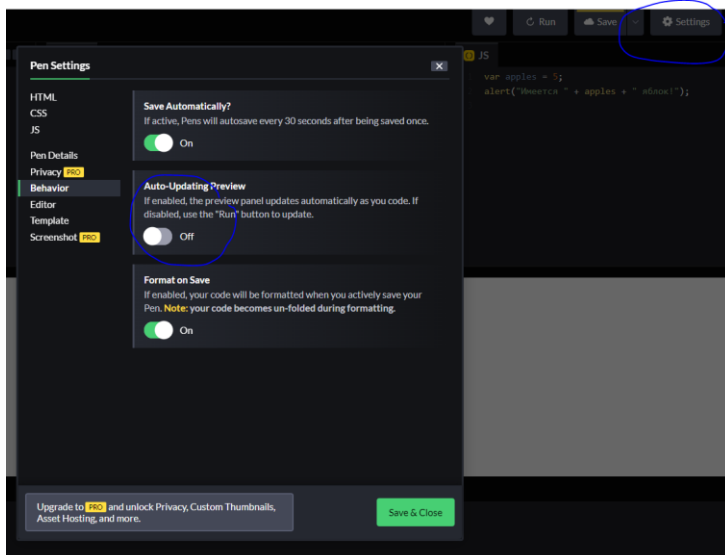 Run
Save
Settings
JS
var apples = 5;
alert("Имеется " + apples + " яблок!");
Pen Settings
HTML
CSS
JS
Pen Details
Privacy PRO
Behavior
Editor
Template
Screenshot PRO
Save Automatically?
If active, Pens will autosave every 30 seconds after being saved once.
On
Auto-Updating Preview
If enabled, the preview panel updates automatically as you code. If
disabled, use the "Run" button to update.
Off
Format on Save
If enabled, your code will be formatted when you actively save your
Pen. Note: your code becomes un-folded during formatting.
On
Upgrade to PRO and unlock Privacy, Custom Thumbnails,
Asset Hosting, and more.
Save & Close